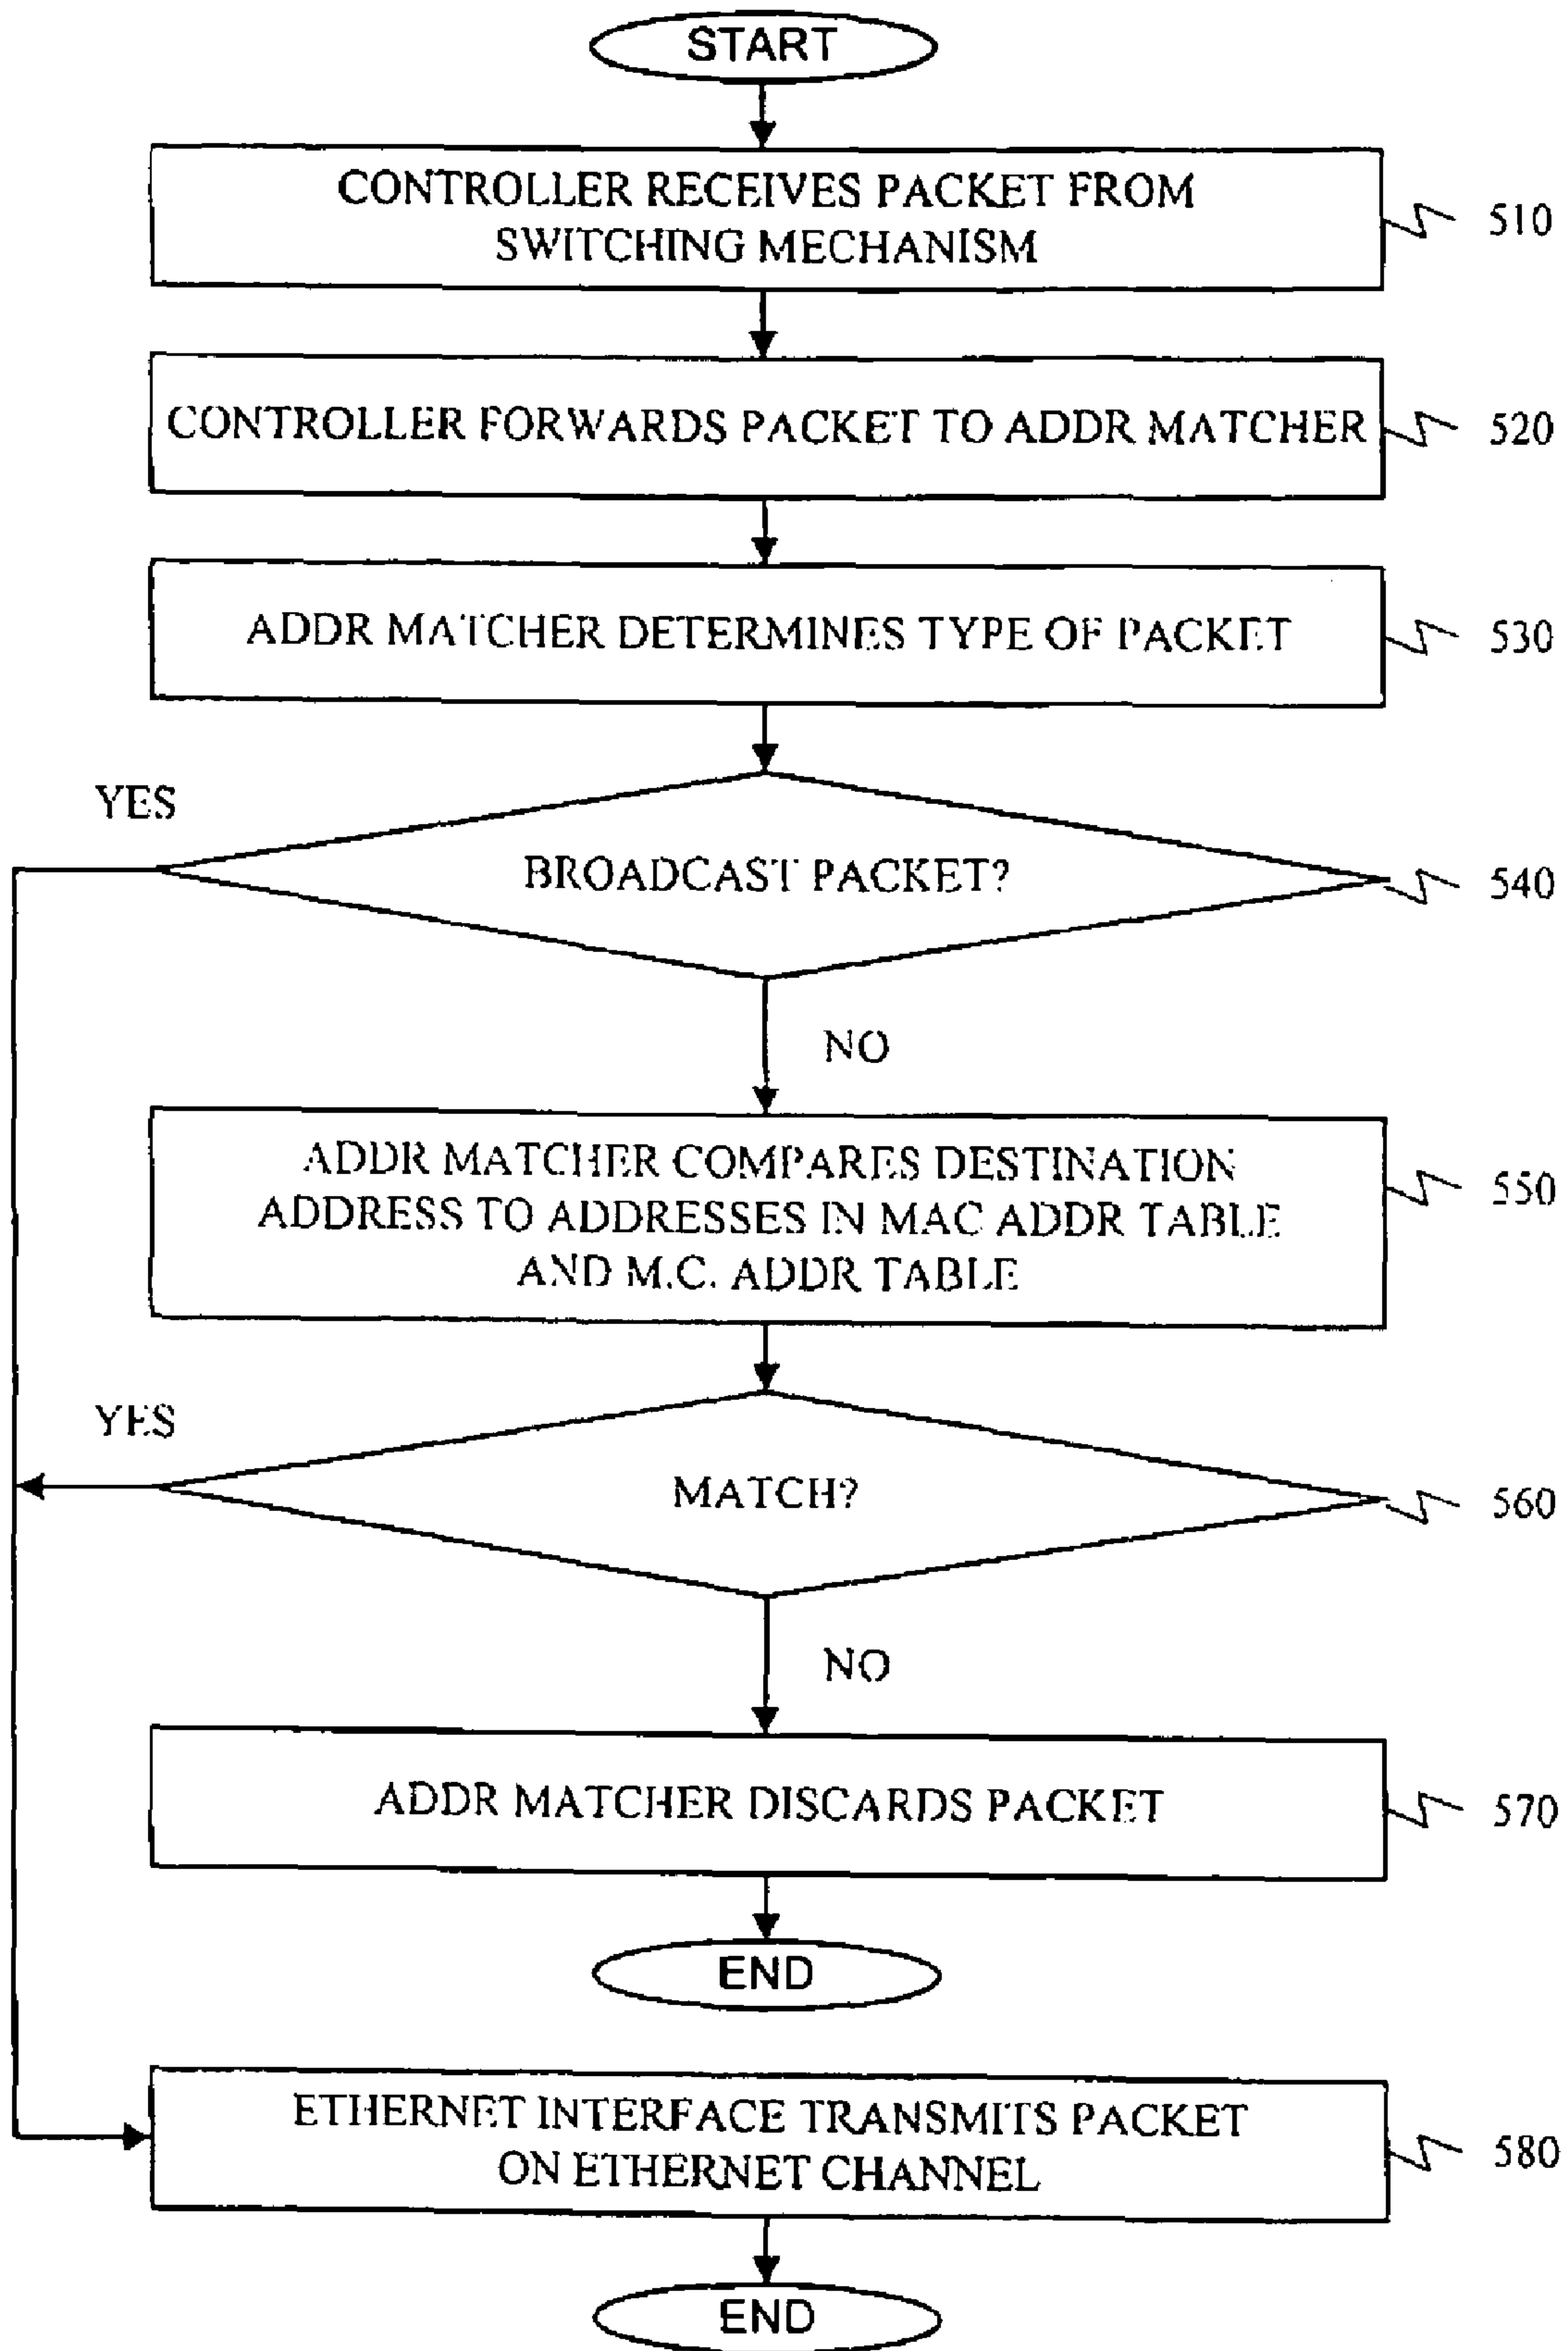 START
CONTROLLER RECEIVES PACKET FROM
SWITCHING MECHANISM
510
CONTROLLER FORWARDS PACKET TO ADDR MATCHER
520
ADDR MATCHER DETERMINES TYPE OF PACKET
530
YES
BROADCAST PACKET?
540
NO
ADDR MATCHER COMPARES DESTINATION
ADDRESS TO ADDRESSES IN MAC ADDR TABLE
AND M.C. ADDR TABLE
550
YES
MATCH?
560
NO
ADDR MATCHER DISCARDS PACKET
570
END
ETHERNET INTERFACE TRANSMITS PACKET
ON ETHERNET CHANNEL
580
END